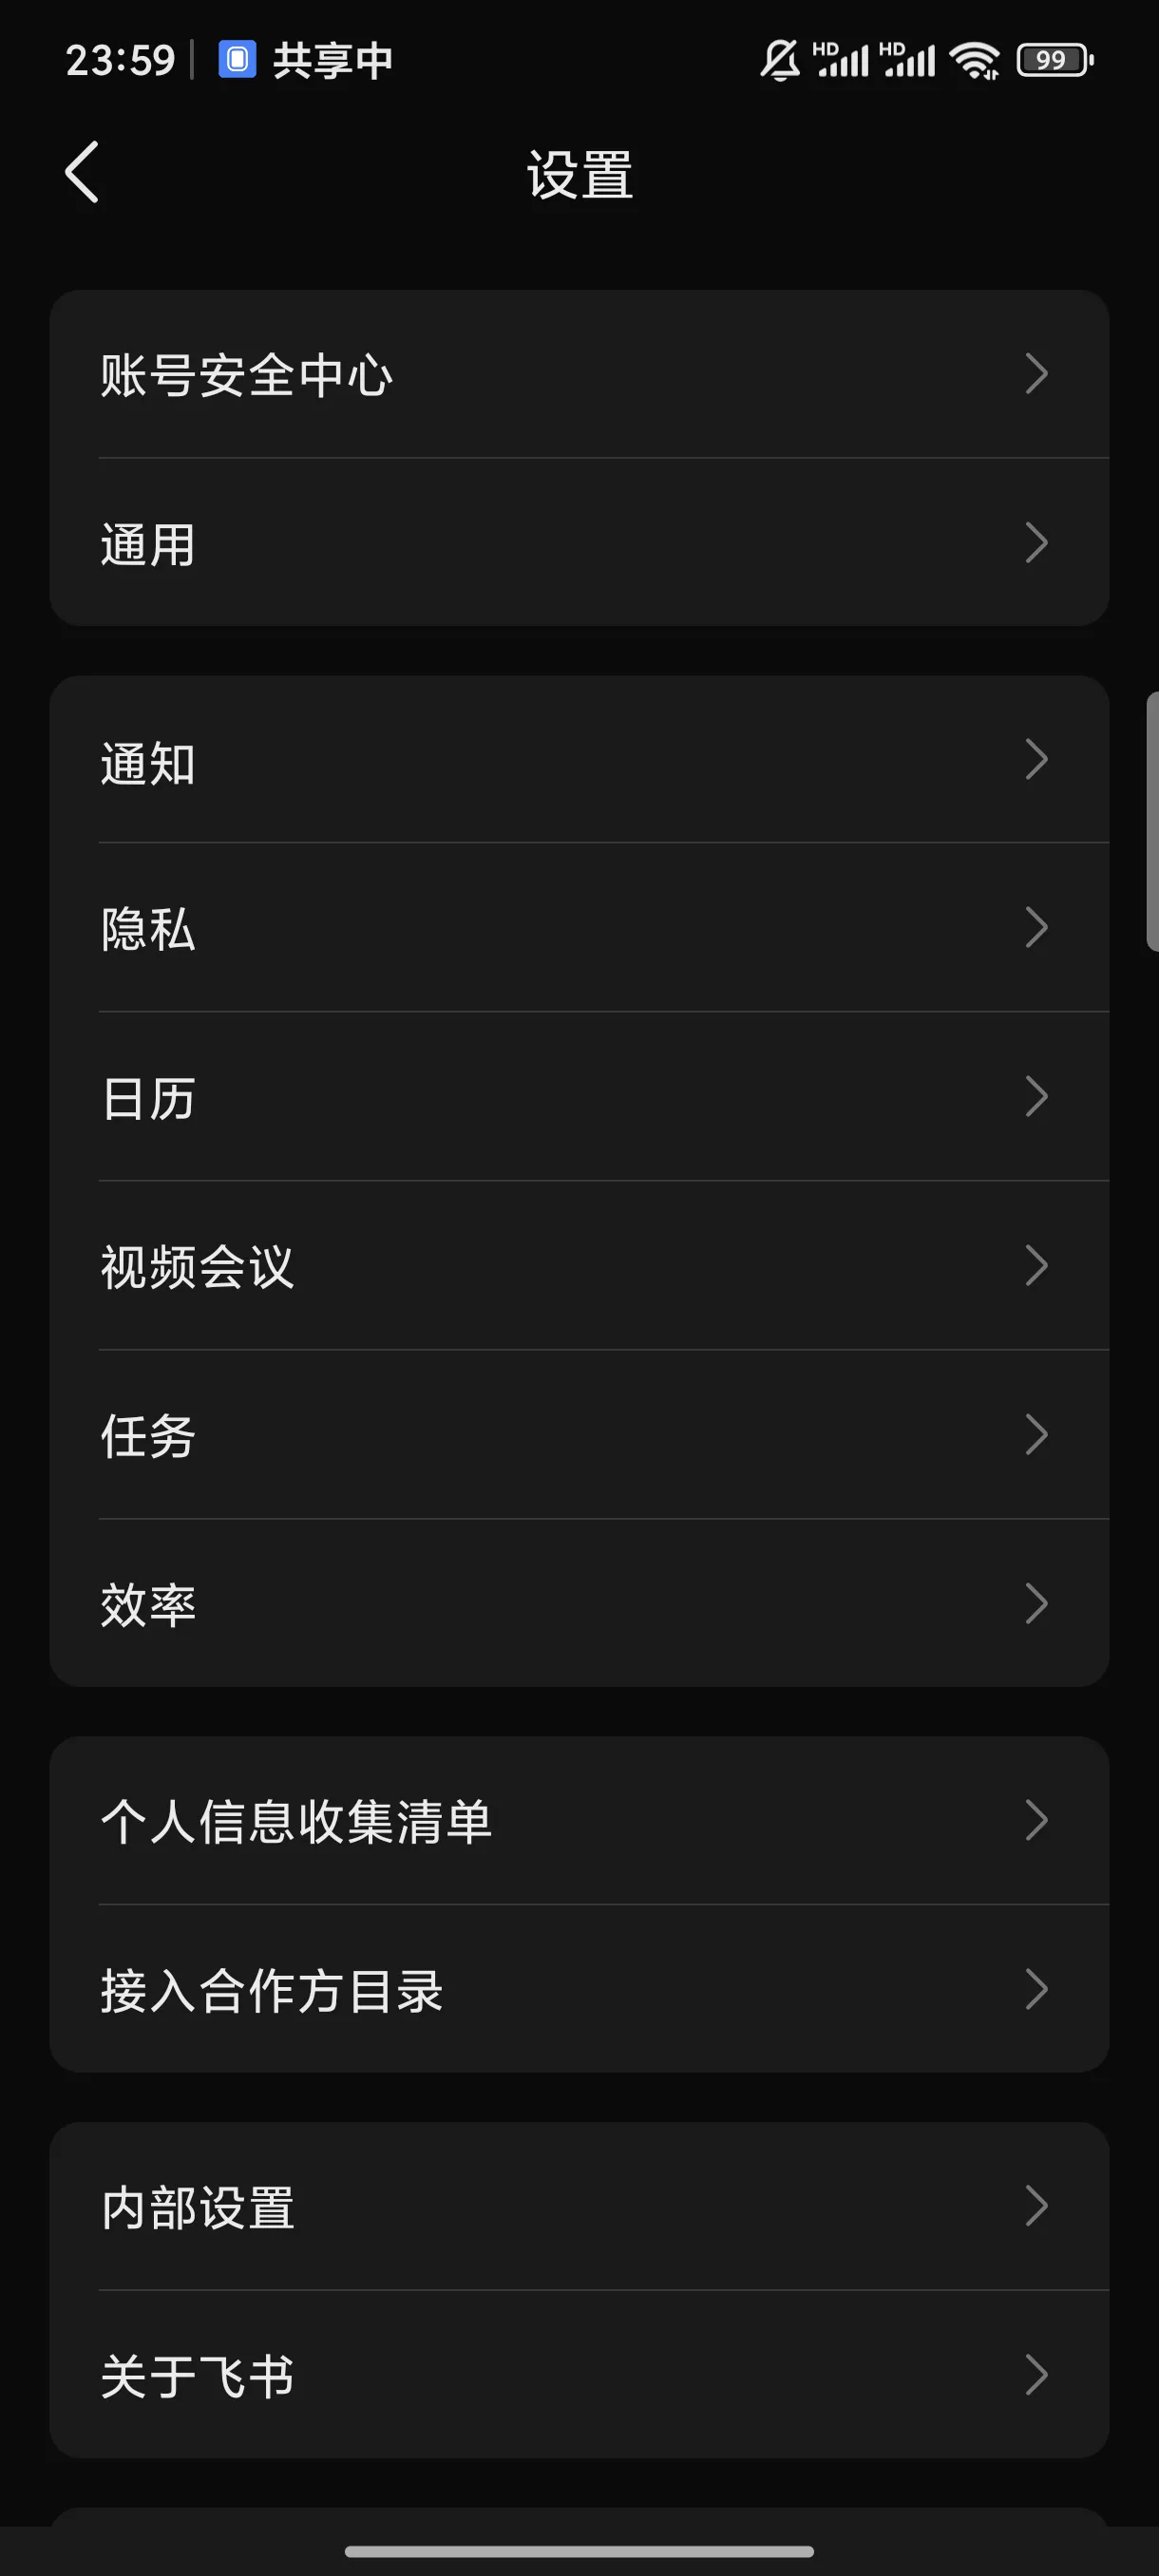 23:59 共享中 HD HD 99
设置
账号安全中心
通用
通知
隐私
日历
视频会议
任务
效率
个人信息收集清单
接入合作方目录
内部设置
关于飞书